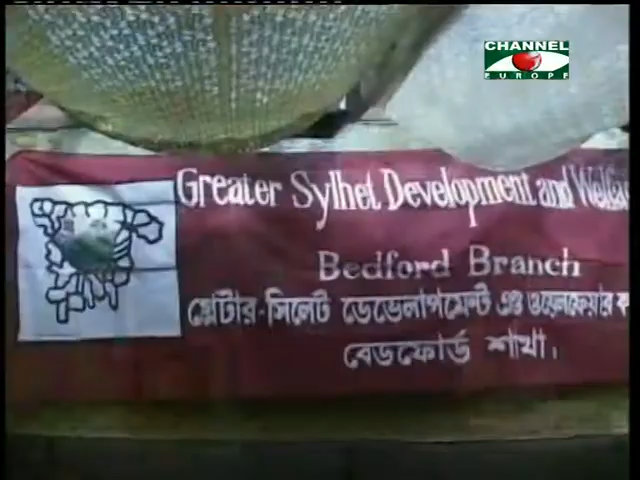 CHANNEL
EUROPE
Greater Sylhet Development and Welfa
Bedford Branch
গ্রেটার-সিলেট ডেভেলাপমেন্ট এণ্ড ওয়েলফেয়ার ক
বেডফোর্ড শাখা।